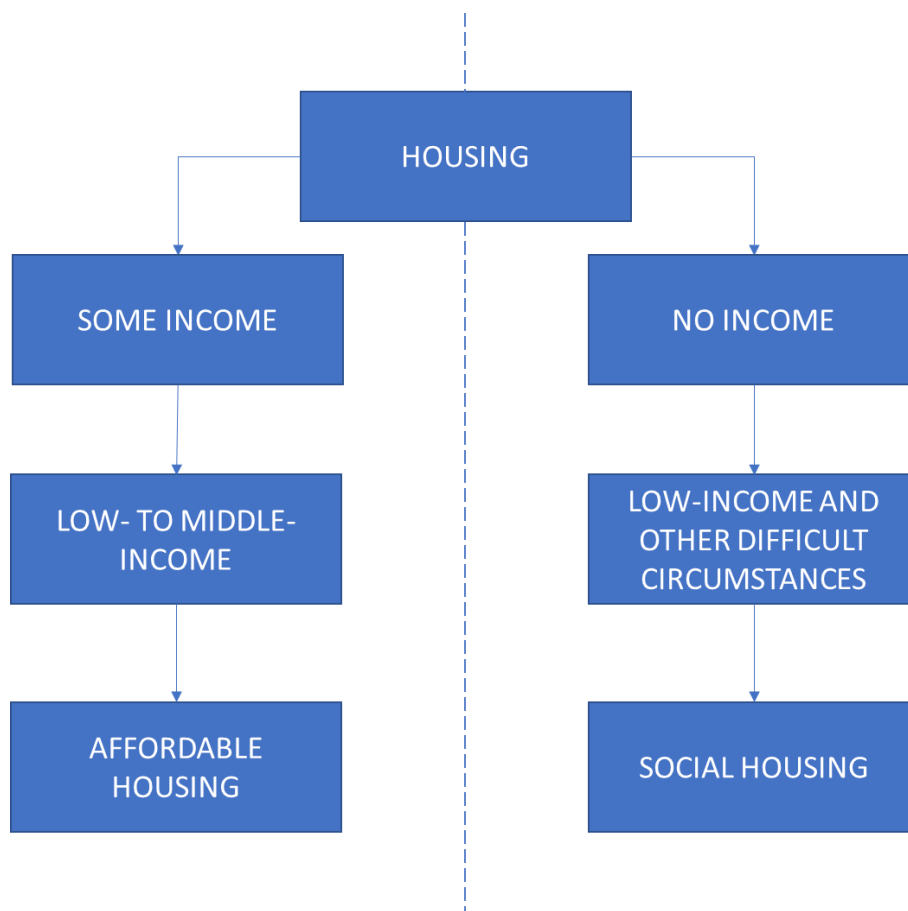 HOUSING
SOME INCOME
NO INCOME
LOW- TO MIDDLE-
INCOME
LOW-INCOME AND
OTHER DIFFICULT
CIRCUMSTANCES
AFFORDABLE
HOUSING
SOCIAL HOUSING